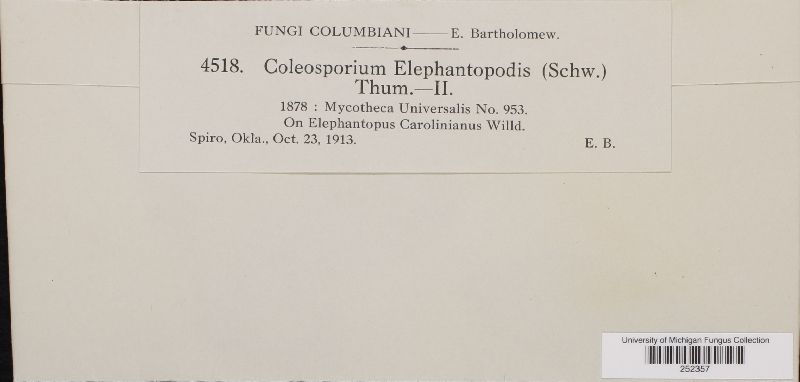 FUNGI COLUMBIANI—E. Bartholomew.
4518. Coleosporium Elephantopodis (Schw.)
Thum.—II.
1878 : Mycotheca Universalis No. 953.
On Elephantopus Carolinianus Willd.
Spiro, Okla., Oct. 23, 1913. E. B.
University of Michigan Fungus Collection
252357